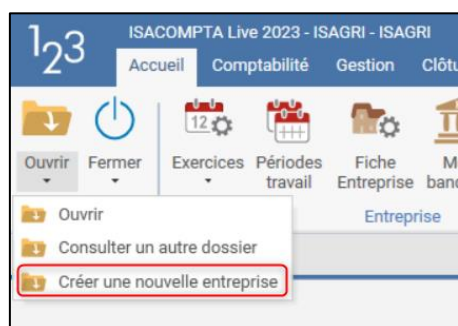 123
ISACOMPTA Live 2023 - ISAGRI - ISAGRI
Accueil Comptabilité Gestion Clôtu
12
Ouvrir Fermer Exercices Périodes travail Fiche Entreprise M banc
Entreprise
Ouvrir
Consulter un autre dossier
Créer une nouvelle entreprise